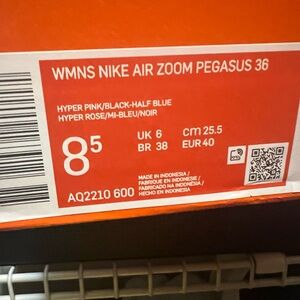 WMNS NIKE AIR ZOOM PEGASUS 36
HYPER PINK/BLACK-HALF BLUE
HYPER ROSE/MI-BLEU/NOIR
8⁵
UK 6 CM 25.5
BR 38 EUR 40
AQ2210 600
MADE IN INDONESIA /
FABRIQUE EN INDONESIE /
FABRICADO NA INDONÉSIA /
HECHO EN INDONESIA